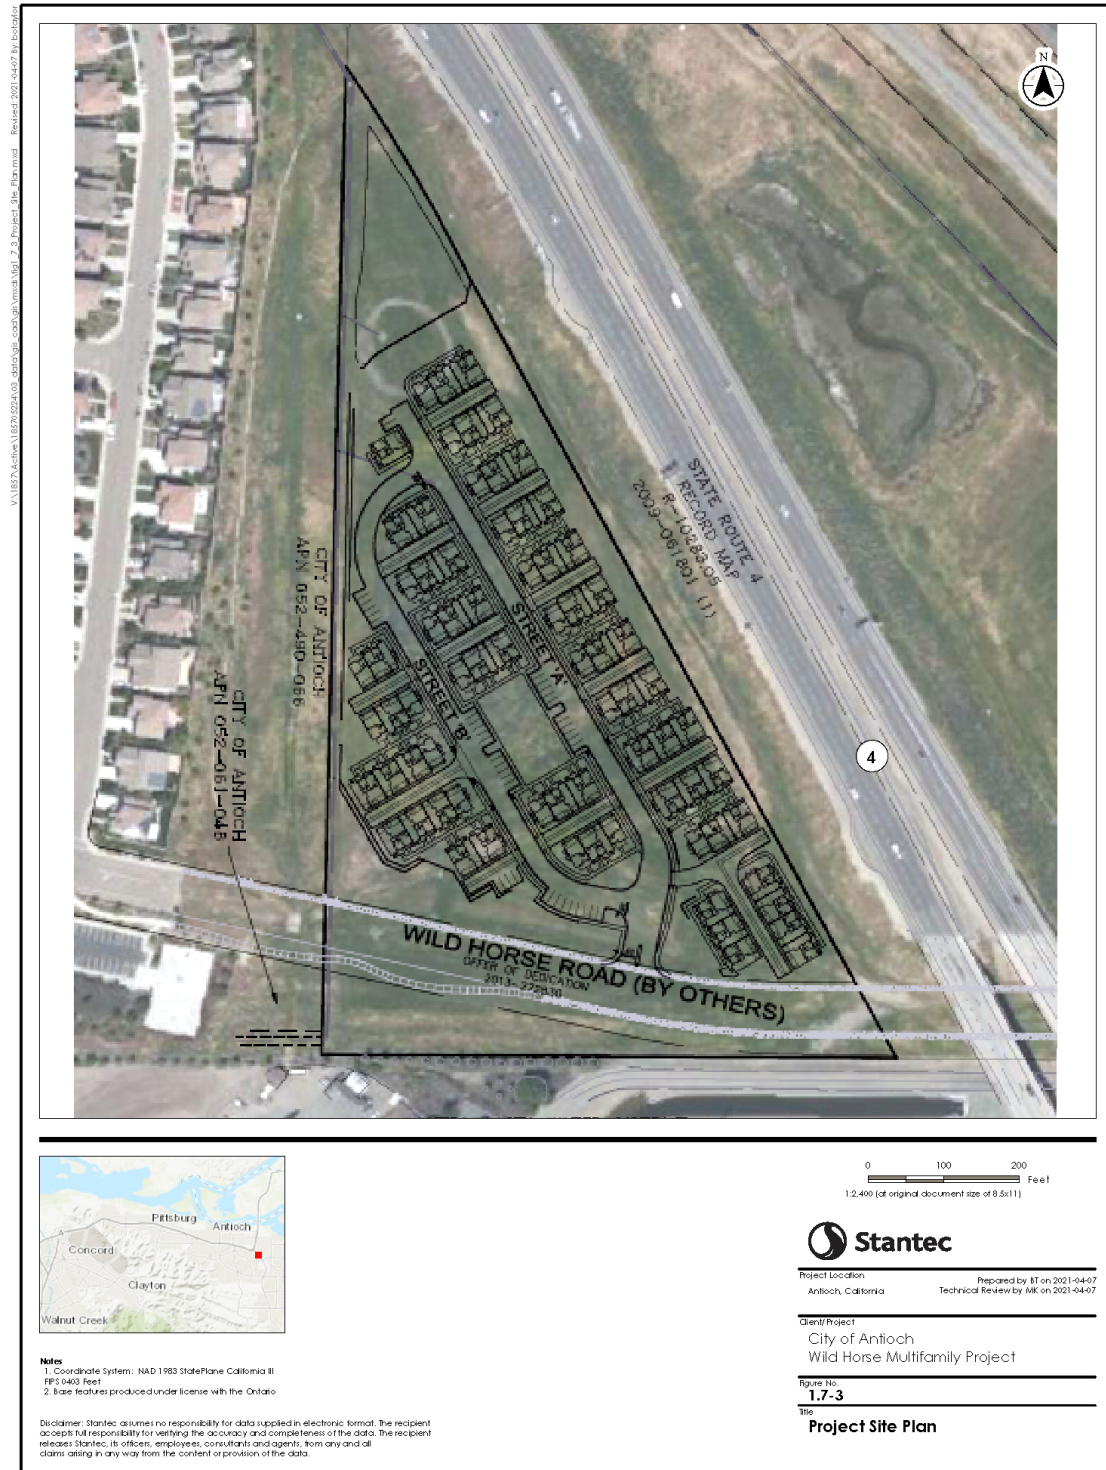 V:\1857\Active\185705224\03_data\gis_cad\gis\mxds\fig1_7_3_Project_Site_Plan.mxd Revised: 2021-04-07 By: botaylor
N
STATE ROUTE 4
RECORD MAP
R-10283.05
2009-061801 (1)
4
CITY OF ANTIOCH
APN 052-490-066
CITY OF ANTIOCH
APN 052-061-048
STREET 'A'
STREET 'B'
WILD HORSE ROAD (BY OTHERS)
OFFER OF DEDICATION
Pittsburg
Antioch
Concord
Clayton
Walnut Creek
0 100 200
Feet
1:2,400 (at original document size of 8.5x11)
Stantec
Project Location
Antioch, California
Prepared by BT on 2021-04-07
Technical Review by MK on 2021-04-07
Client/Project
City of Antioch
Wild Horse Multifamily Project
Figure No.
1.7-3
Title
Project Site Plan
Notes
1. Coordinate System: NAD 1983 StatePlane California III
FIPS 0403 Feet
2. Base features produced under license with the Ontario
Disclaimer: Stantec assumes no responsibility for data supplied in electronic format. The recipient
accepts full responsibility for verifying the accuracy and completeness of the data. The recipient
releases Stantec, its officers, employees, consultants and agents, from any and all
claims arising in any way from the content or provision of the data.